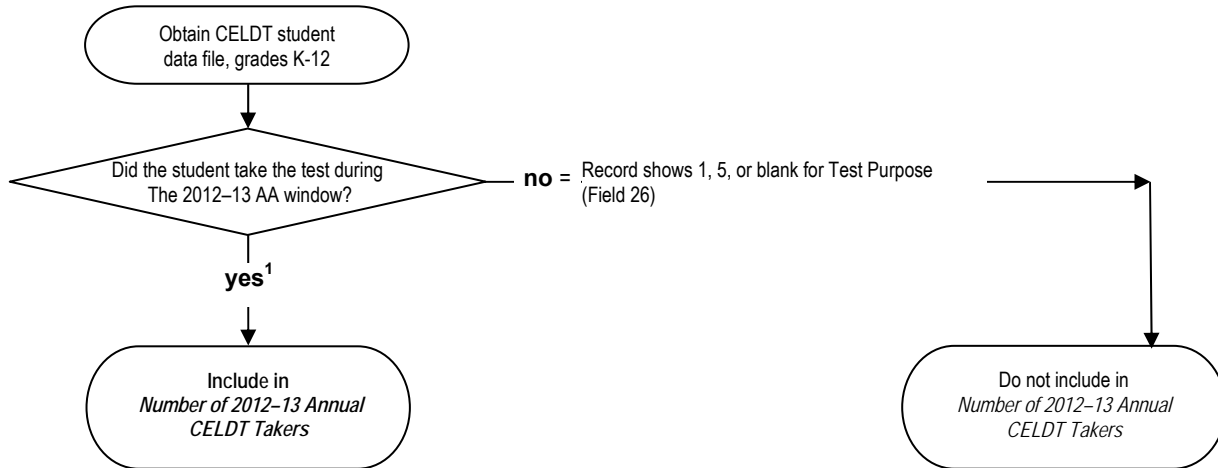 Obtain CELDT student
data file, grades K-12
Did the student take the test during
The 2012–13 AA window?
no = Record shows 1, 5, or blank for Test Purpose
(Field 26)
yes1
Include in
Number of 2012–13 Annual
CELDT Takers
Do not include in
Number of 2012–13 Annual
CELDT Takers